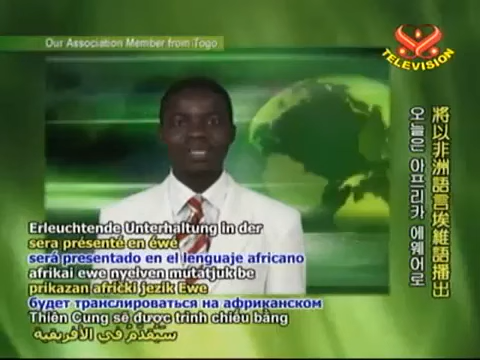 Our Association Member from Togo
TELEVISION
將以非洲語言埃維語播出
오늘은 아프리카 에웨어로
Erleuchtende Unterhaltung in der
sera présenté en éwé
será presentado en el lenguaje africano
afrikai ewe nyelven mutatjuk be
prikazan afrički jezik Ewe
будет транслироваться на африканском
Thiên Cung sẽ được trình chiếu bằng
سَيُقَدَّمُ في الأفريقية